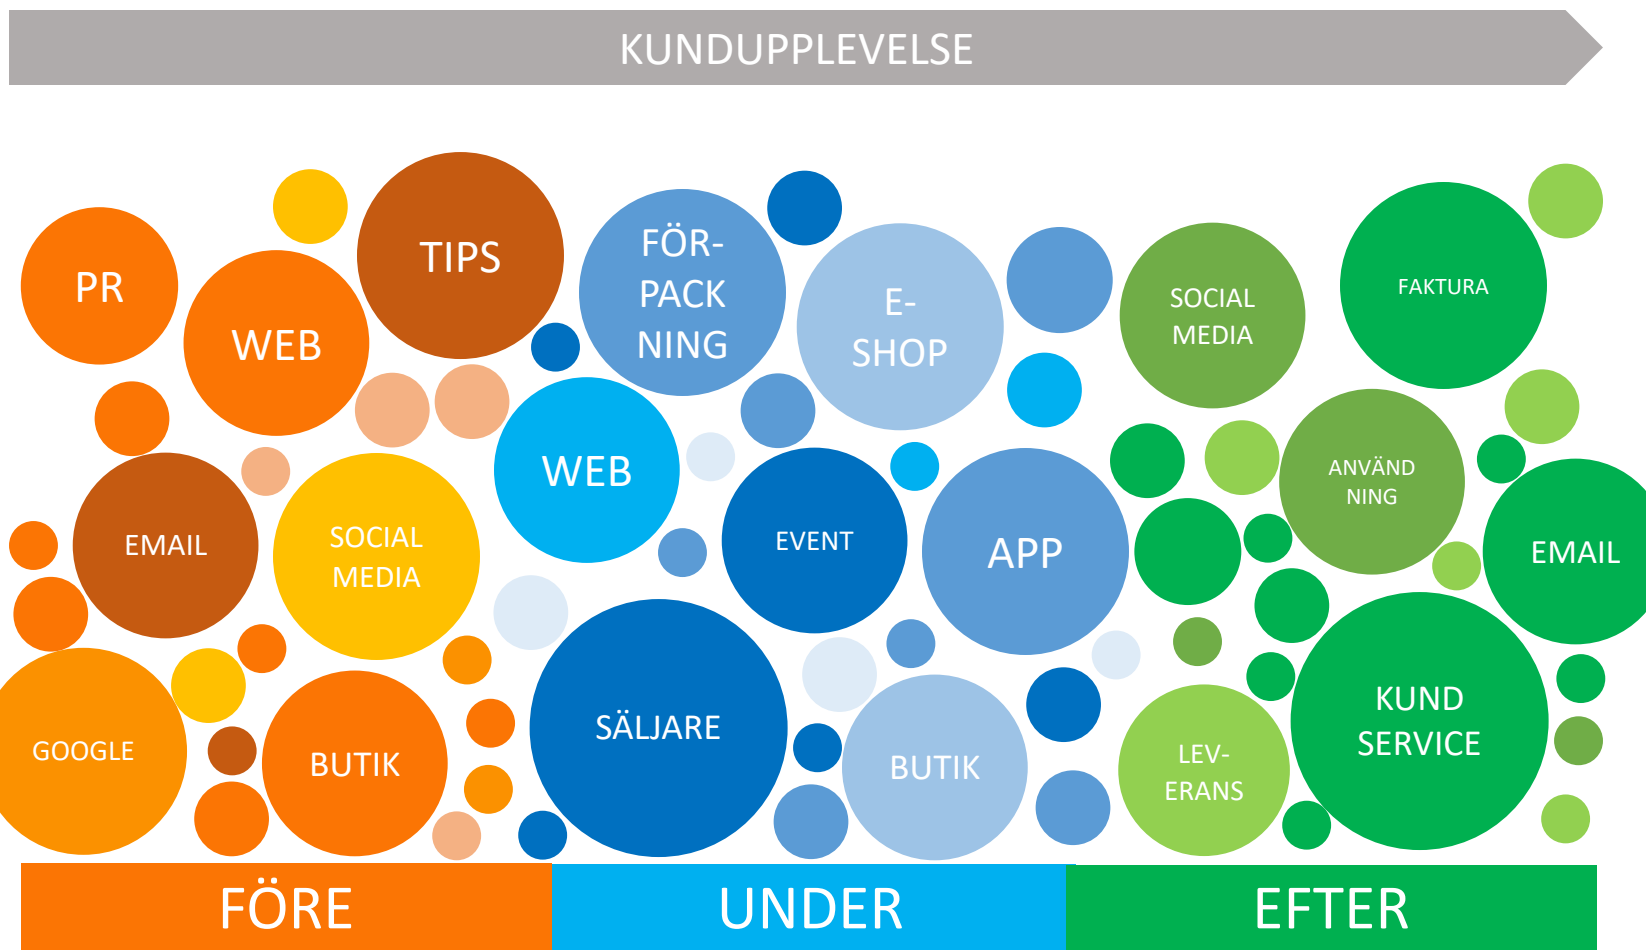 KUNDUPPLEVELSE
PR
WEB
TIPS
EMAIL
SOCIAL
MEDIA
GOOGLE
BUTIK
FÖR-
PACK
NING
E-
SHOP
WEB
EVENT
APP
SÄLJARE
BUTIK
SOCIAL
MEDIA
FAKTURA
ANVÄND
NING
EMAIL
KUND
SERVICE
LEV-
ERANS
FÖRE
UNDER
EFTER